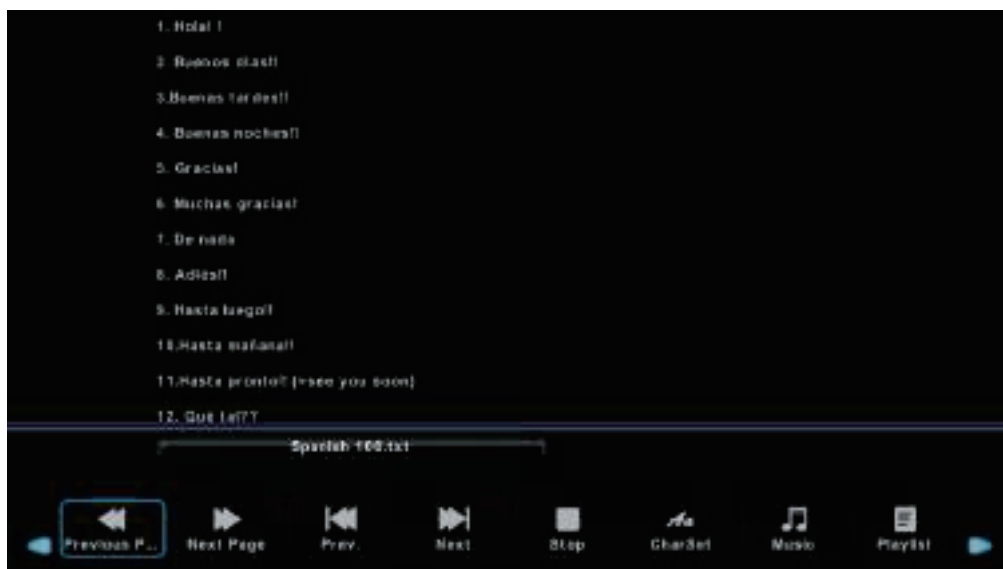 1. Hola! !
2. Buenos dias!!
3.Buenas tardes!!
4. Buenas noches!!
5. Gracias!
6. Muchas gracias!
7. De nada
8. Adiós!!
9. Hasta luego!!
10.Hasta mañana!!
11.Hasta pronto!! (=see you soon)
12. Qué tal??
Spanish 100.txt
Previous P... Next Page Prev. Next Stop CharSet Music Playlist